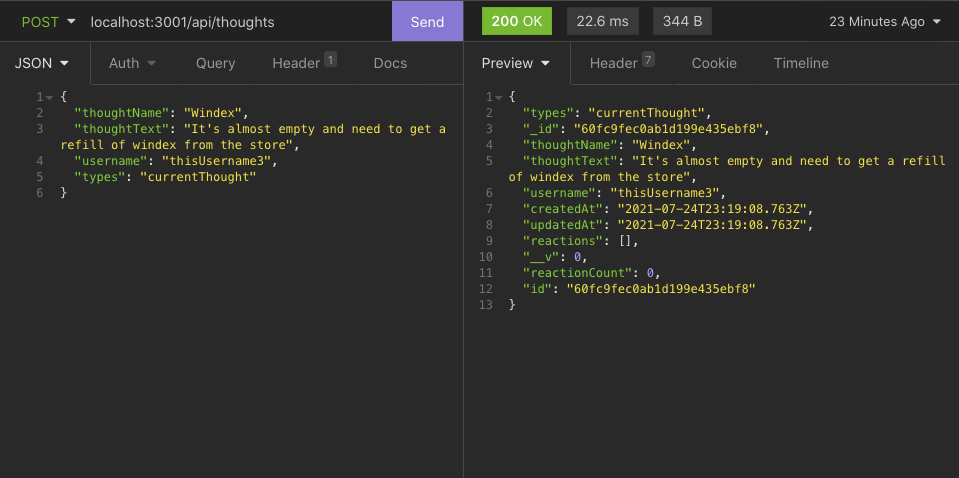 POST localhost:3001/api/thoughts Send 200 OK 22.6 ms 344 B 23 Minutes Ago
JSON Auth Query Header 1 Docs
1 {
2 "thoughtName": "Windex",
3 "thoughtText": "It's almost empty and need to get a
refill of windex from the store",
4 "username": "thisUsername3",
5 "types": "currentThought"
6 }
Preview Header 7 Cookie Timeline
1 {
2 "types": "currentThought",
3 "_id": "60fc9fec0ab1d199e435ebf8",
4 "thoughtName": "Windex",
5 "thoughtText": "It's almost empty and need to get a refill
of windex from the store",
6 "username": "thisUsername3",
7 "createdAt": "2021-07-24T23:19:08.763Z",
8 "updatedAt": "2021-07-24T23:19:08.763Z",
9 "reactions": [],
10 "__v": 0,
11 "reactionCount": 0,
12 "id": "60fc9fec0ab1d199e435ebf8"
13 }